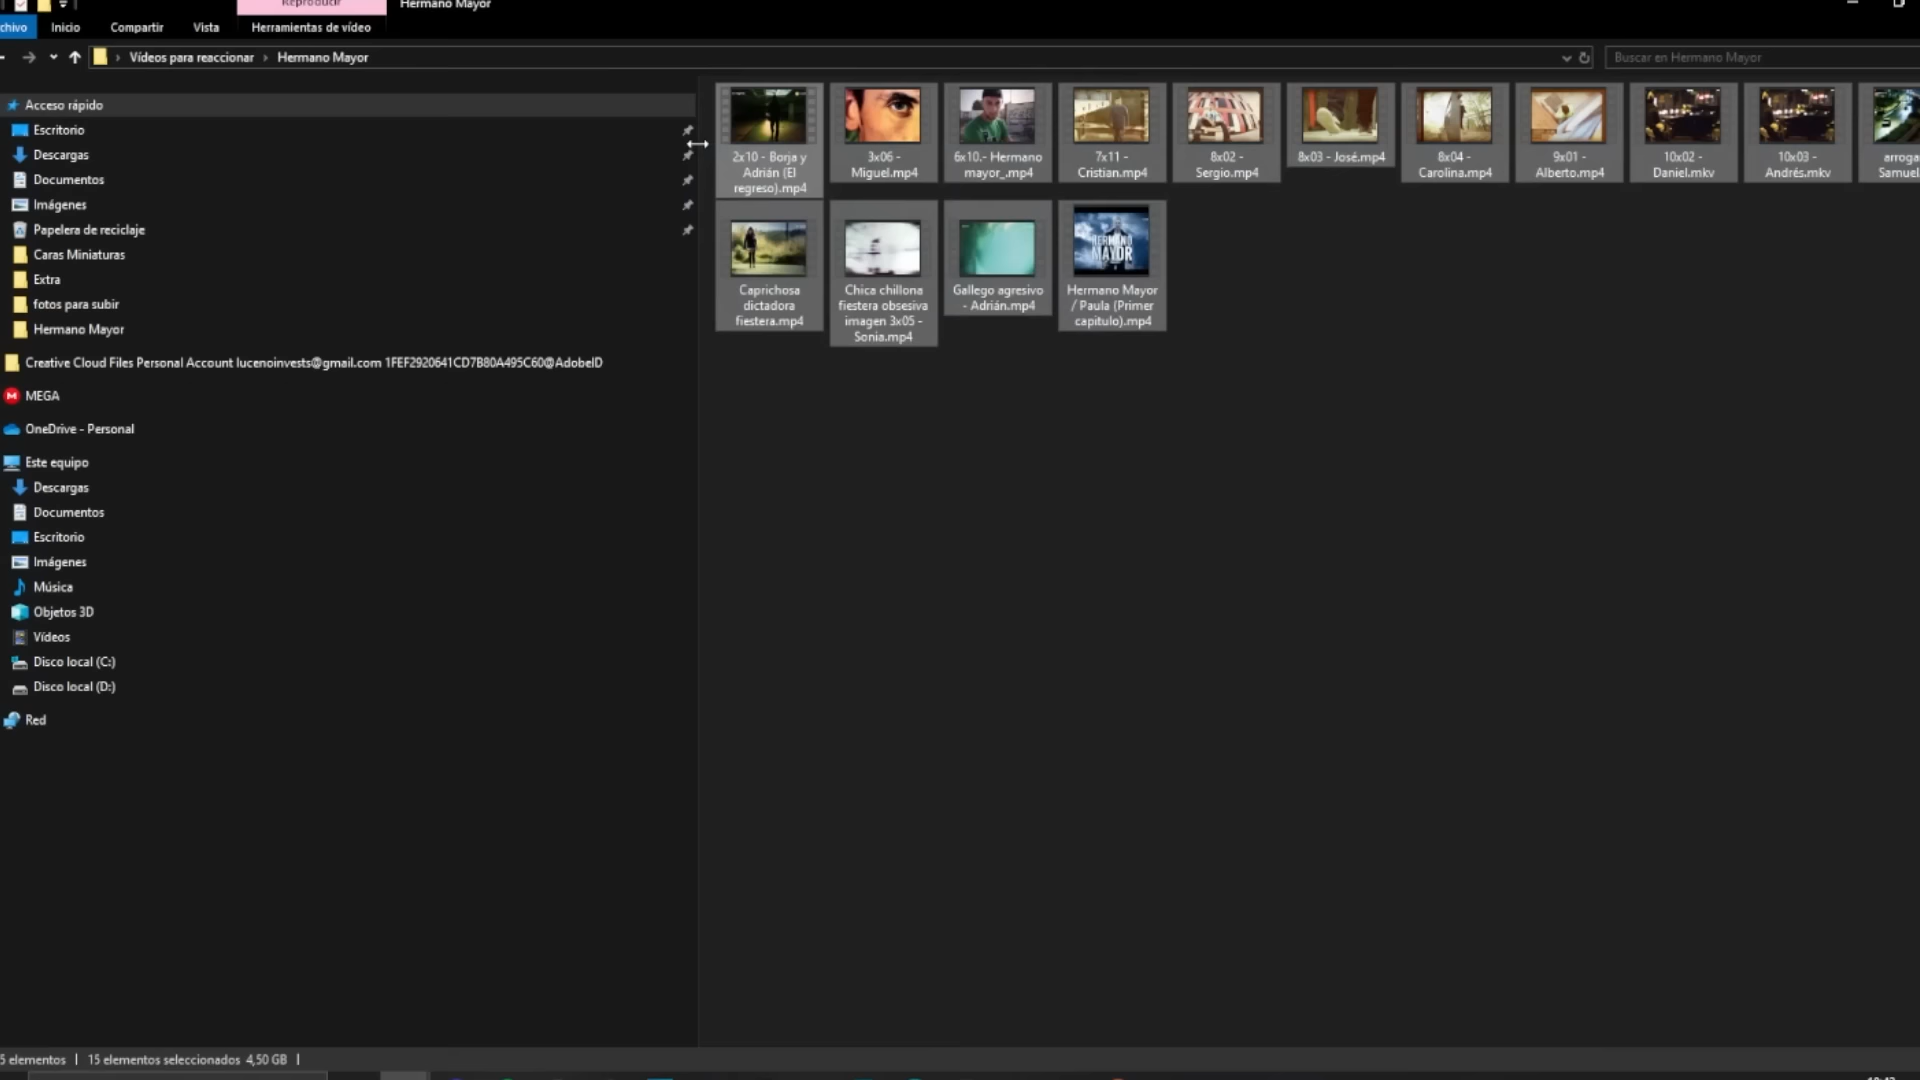 Reproducir
Hermano Mayor
chivo
Inicio
Compartir
Vista
Herramientas de vídeo
Vídeos para reaccionar
Hermano Mayor
Buscar en Hermano Mayor
Acceso rápido
Escritorio
Descargas
Documentos
Imágenes
Papelera de reciclaje
Caras Miniaturas
Extra
fotos para subir
Hermano Mayor
Creative Cloud Files Personal Account lucenoinvests@gmail.com 1FEF2920641CD7B80A495C60@AdobeID
MEGA
OneDrive - Personal
Este equipo
Descargas
Documentos
Escritorio
Imágenes
Música
Objetos 3D
Vídeos
Disco local (C:)
Disco local (D:)
Red
2x10 - Borja y
Adrián (El
regreso).mp4
3x06 -
Miguel.mp4
6x10.- Hermano
mayor_.mp4
7x11 -
Cristian.mp4
8x02 -
Sergio.mp4
8x03 - José.mp4
8x04 -
Carolina.mp4
9x01 -
Alberto.mp4
10x02 -
Daniel.mkv
10x03 -
Andrés.mkv
arroga
Samuel
Caprichosa
dictadora
fiestera.mp4
Chica chillona
fiestera obsesiva
imagen 3x05 -
Sonia.mp4
Gallego agresivo
- Adrián.mp4
HERMANO
MAYOR
Hermano Mayor
/ Paula (Primer
capitulo).mp4
5 elementos
15 elementos seleccionados 4,50 GB